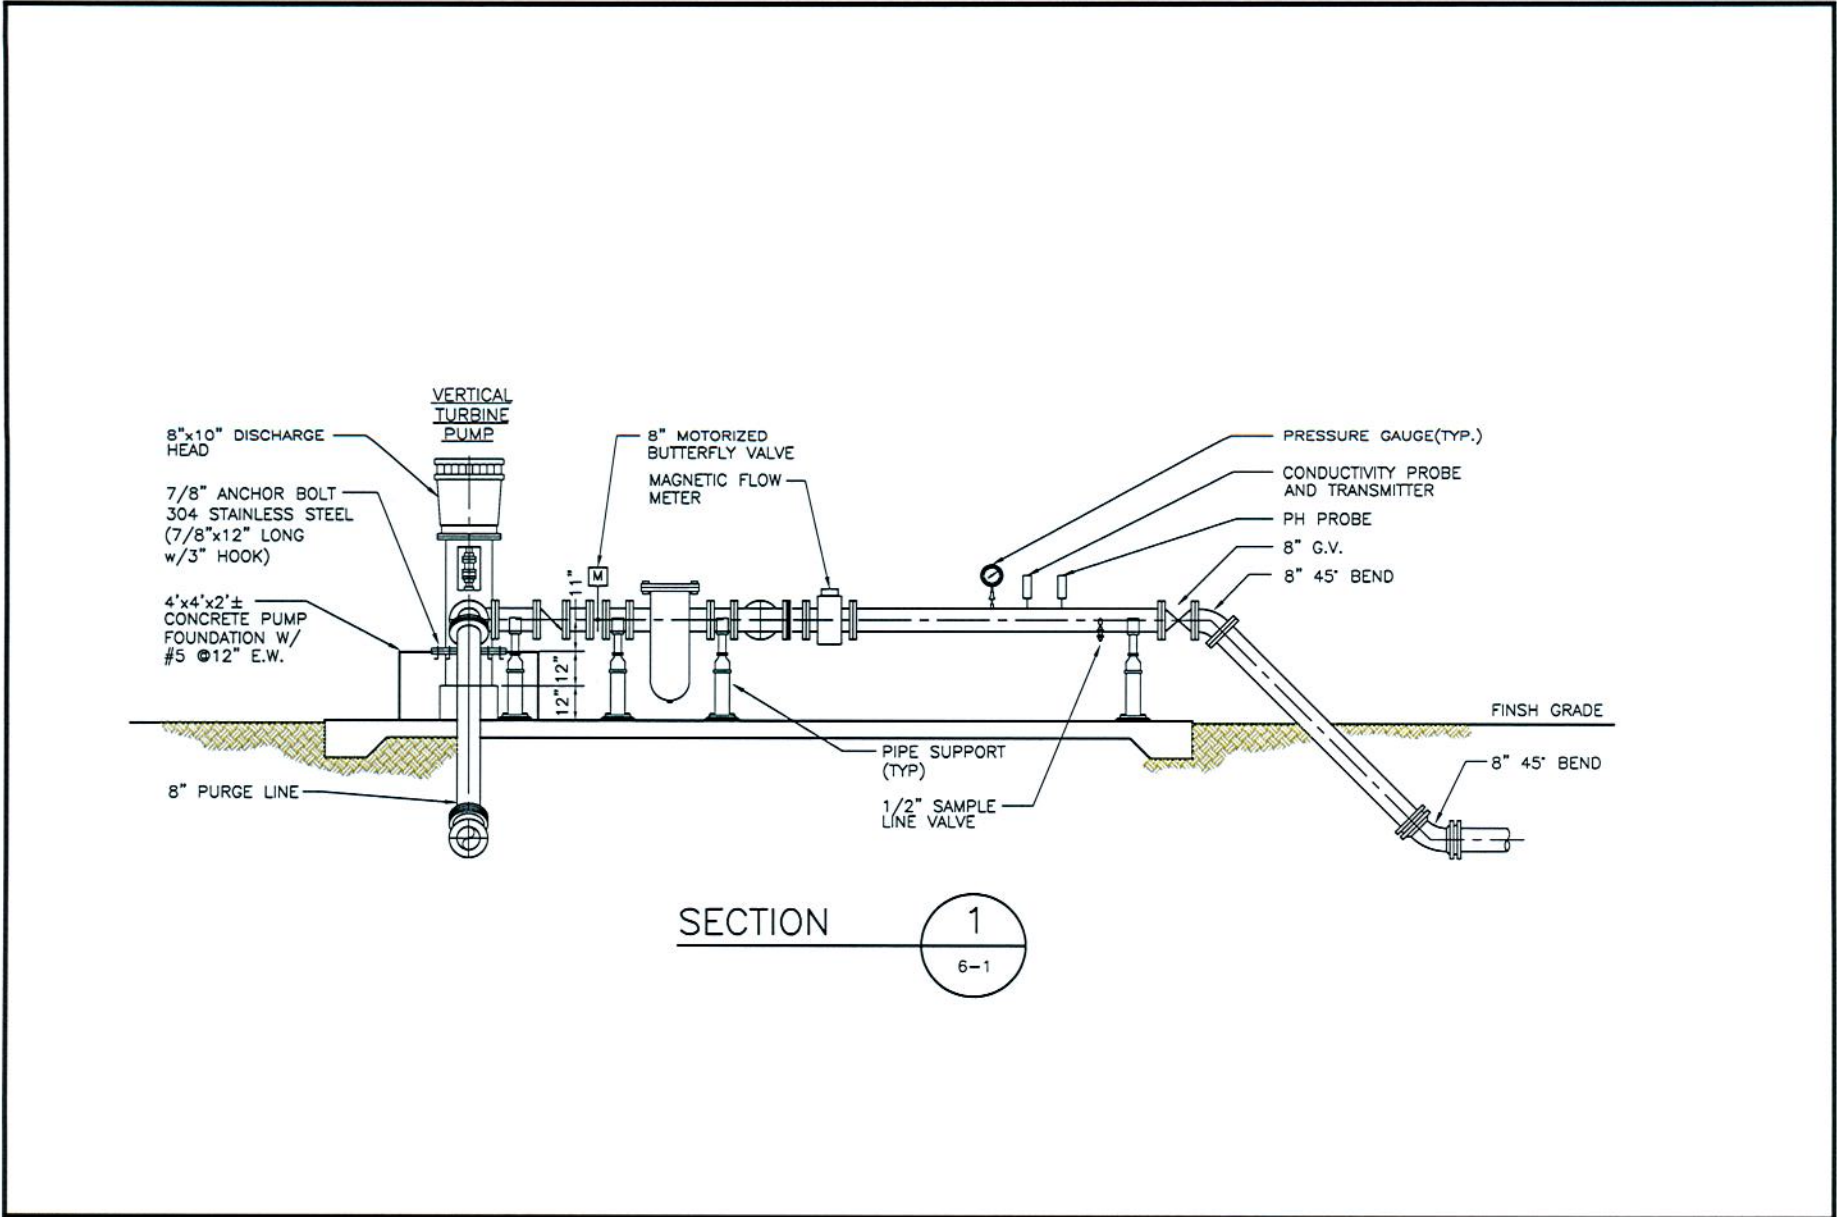 VERTICAL
TURBINE
PUMP
8"x10" DISCHARGE
HEAD
7/8" ANCHOR BOLT
304 STAINLESS STEEL
(7/8"x12" LONG
w/3" HOOK)
4'x4'x2'±
CONCRETE PUMP
FOUNDATION W/
#5 @12" E.W.
8" PURGE LINE
8" MOTORIZED
BUTTERFLY VALVE
MAGNETIC FLOW
METER
M
11"
12"
12"
PRESSURE GAUGE(TYP.)
CONDUCTIVITY PROBE
AND TRANSMITTER
PH PROBE
8" G.V.
8" 45° BEND
FINSH GRADE
8" 45° BEND
PIPE SUPPORT
(TYP)
1/2" SAMPLE
LINE VALVE
SECTION
1
6-1